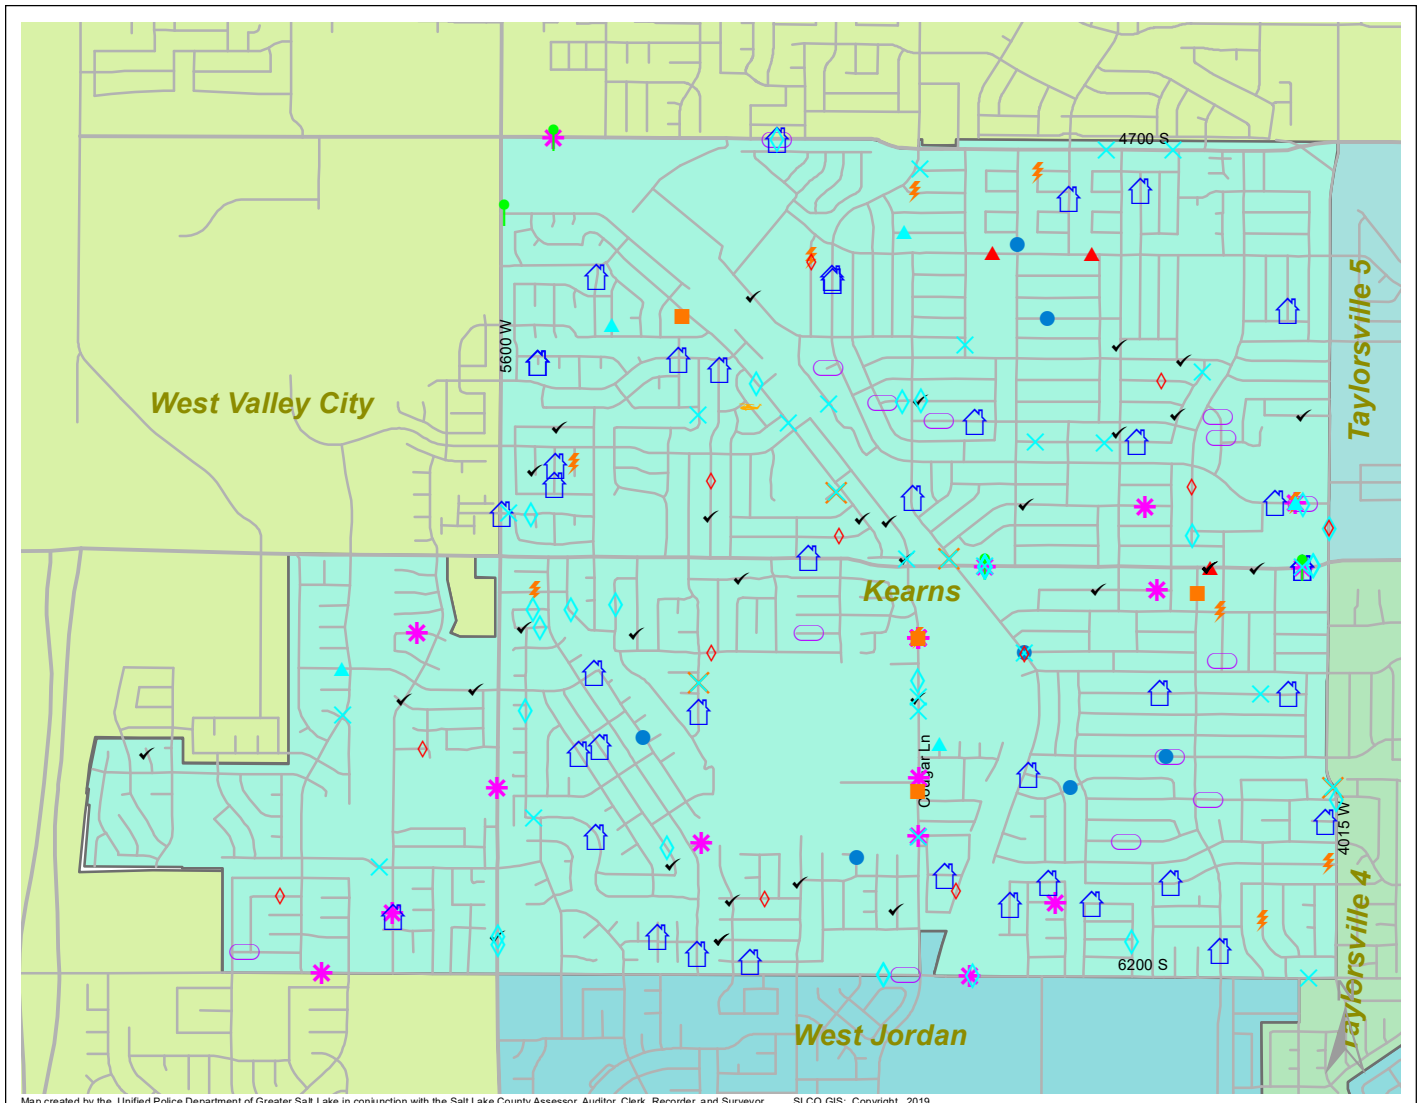 4700 S
Taylorsville 5
5600 W
West Valley City
Kearns
Cougar Ln
4015 W
Taylorsville 4
6200 S
West Jordan
Map created by the Unified Police Department of Greater Salt Lake in conjunction with the Salt Lake County Assessor, Auditor, Clerk, Recorder, and Surveyor. SLCO GIS: Copyright 2019